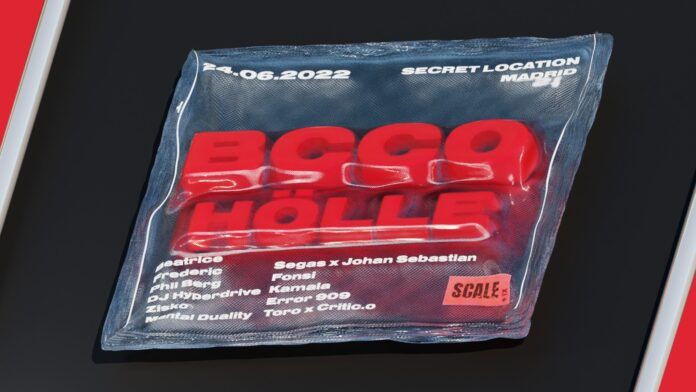 24.06.2022
SECRET LOCATION
MADRID
BCCO
HÖLLE
Beatrice
Frederic
Phil Berg
DJ Hyperdrive
Zisko
Mental Duality
Segas x Johan Sebastian
Fonsi
Kamala
Error 909
Toro x Critic.o
SCALE